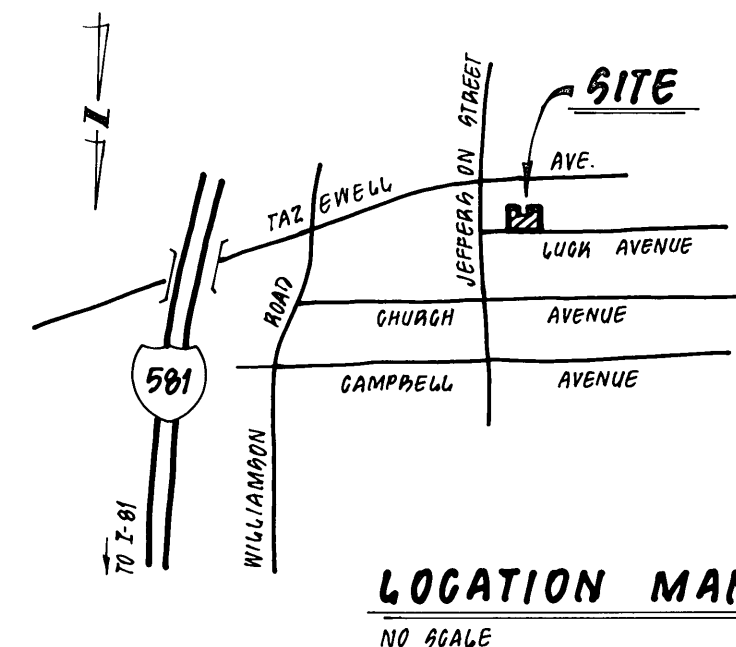 N
SITE
JEFFERSON STREET
TAZEWELL AVE.
LUCK AVENUE
ROAD
CHURCH AVENUE
581
CAMPBELL AVENUE
WILLIAMSON
TO I-81
LOCATION MAP
NO SCALE